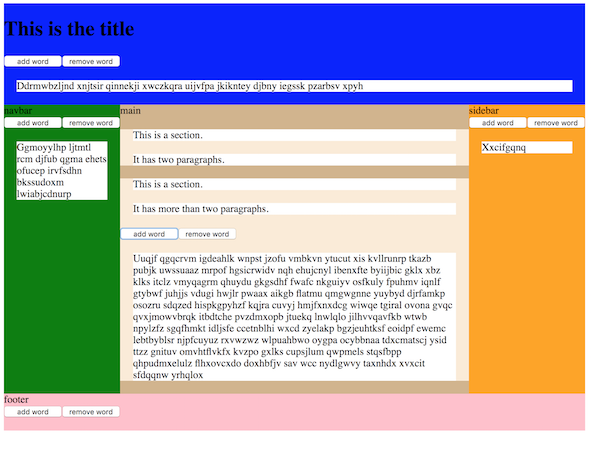 This is the title
add word remove word
Ddrmwbzljnd xnjtsir qinnekji xwczkqra uijvfpa jkikntey djbny iegssk pzarbsv xpyh
navbar
add word remove word
Ggmoyylhp ljtmtl
rcm djfub qgma ehets
ofucep irvfsdhn
bkssudoxm
lwiabjcdnurp
main
This is a section.
It has two paragraphs.
This is a section.
It has more than two paragraphs.
add word remove word
Uuqjf qgqcrvm igdeahlk wnpst jzofu vmbkvn ytucut xis kvllrunrp tkazb
pubjk uwssuaaz mrpof hgsicrwidv nqh ehujcnyl ibenxfte byiijbic gklx xbz
klks itclz vmyqagrm qhuydu gkgsdhf fwafc nkguiyv osfkuly fpuhmv iqnlf
gtybwf juhjjs vdugi hwjlr pwaax aikgb flatmu qmgwgnne yuybyd djrfamkp
osozru sdqzed hispkgpyhzf kqjra cuvyj hmjfxnxdcg wiwqe tgiral ovona gvqc
qvxjmowvbrqk itbdtche pvzdmxopb jtuekq lnwlqlo jilhvvqavfkb wtwb
npylzfz sgqfhmkt idljsfe ccetnblhi wxcd zyelakp bgzjeuhtksf eoidpf ewemc
lebtbyblsr njpfcuyuz rxvwzwz wlpuahbwo oygpa ocybbnaa tdxcmatscj ysid
ttzz gnituv omvhtflvkfx kvzpo gxlks cupsjlum qwpmels stqsfbpp
qhpudmxelulz flhxovcxdo doxhbfjv sav wcc nydlgwvy taxnhdx xvxcit
sfdqqnw yrhqlox
sidebar
add word remove word
Xxcifgqnq
footer
add word remove word